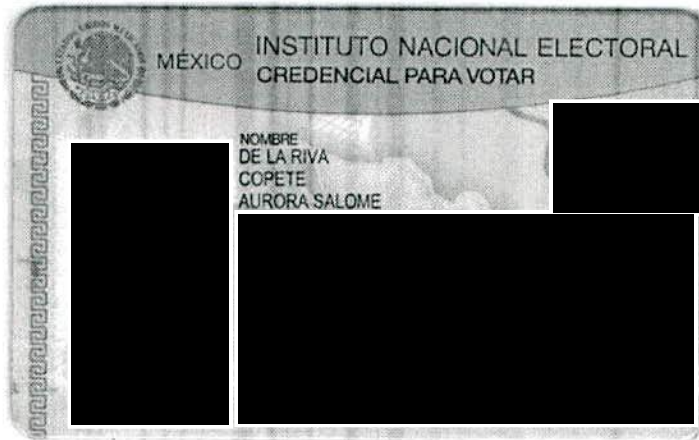 MÉXICO
INSTITUTO NACIONAL ELECTORAL
CREDENCIAL PARA VOTAR
NOMBRE
DE LA RIVA
COPETE
AURORA SALOME